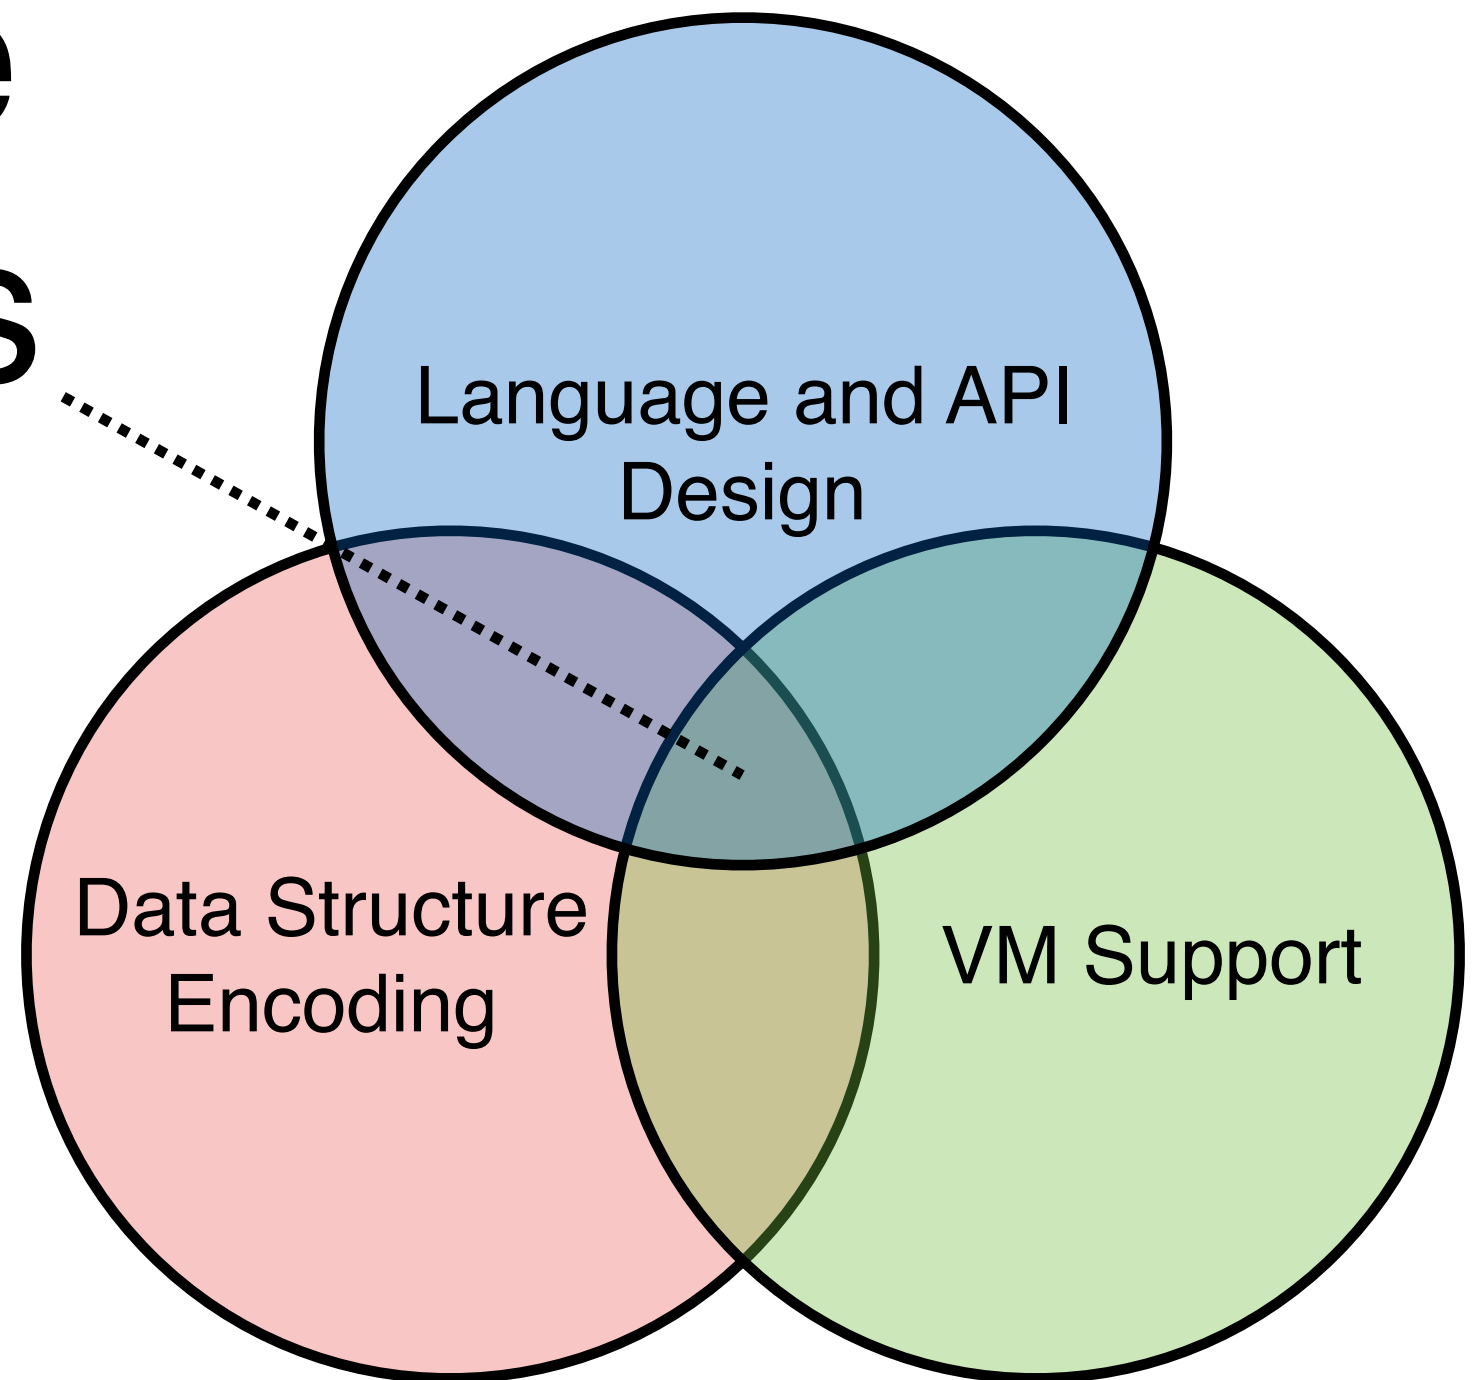 Language and API
Design
Data Structure
Encoding
VM Support